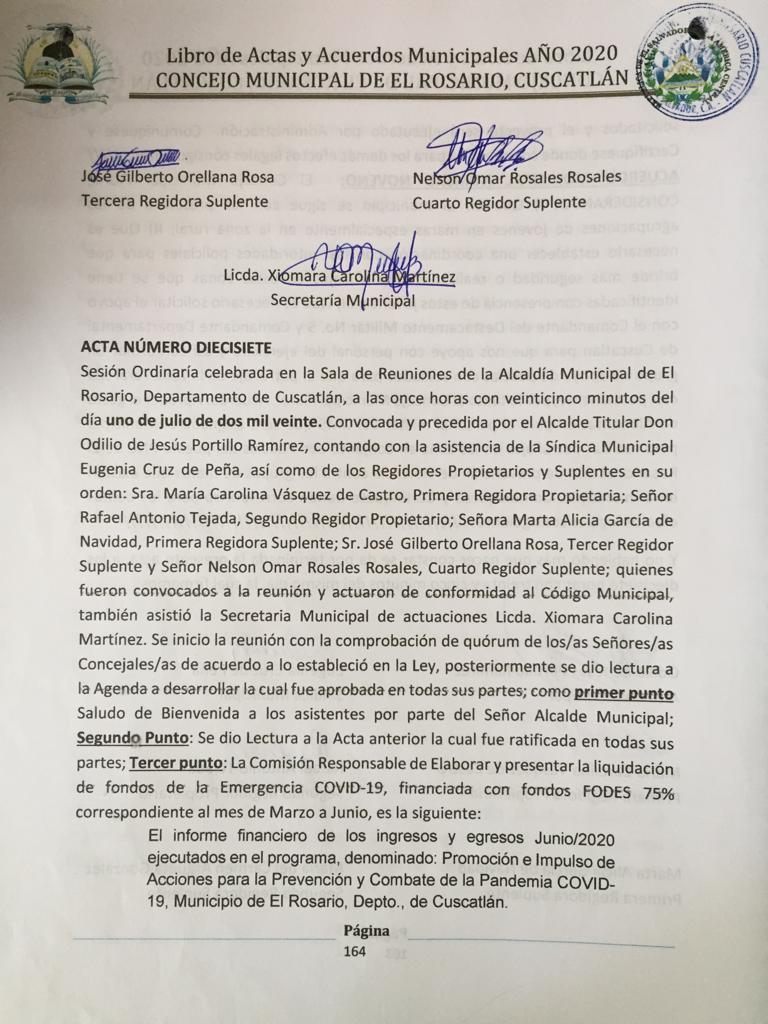 Libro de Actas y Acuerdos Municipales AÑO 2020
CONCEJO MUNICIPAL DE EL ROSARIO, CUSCATLÁN
José Gilberto Orellana Rosa
Tercera Regidora Suplente
Nelson Omar Rosales Rosales
Cuarto Regidor Suplente
Licda. Xiomara Carolina Martínez
Secretaría Municipal
ACTA NÚMERO DIECISIETE
Sesión Ordinaría celebrada en la Sala de Reuniones de la Alcaldía Municipal de El
Rosario, Departamento de Cuscatlán, a las once horas con veinticinco minutos del
día uno de julio de dos mil veinte. Convocada y precedida por el Alcalde Titular Don
Odilio de Jesús Portillo Ramírez, contando con la asistencia de la Síndica Municipal
Eugenia Cruz de Peña, así como de los Regidores Propietarios y Suplentes en su
orden: Sra. María Carolina Vásquez de Castro, Primera Regidora Propietaria; Señor
Rafael Antonio Tejada, Segundo Regidor Propietario; Señora Marta Alicia García de
Navidad, Primera Regidora Suplente; Sr. José Gilberto Orellana Rosa, Tercer Regidor
Suplente y Señor Nelson Omar Rosales Rosales, Cuarto Regidor Suplente; quienes
fueron convocados a la reunión y actuaron de conformidad al Código Municipal,
también asistió la Secretaria Municipal de actuaciones Licda. Xiomara Carolina
Martínez. Se inicio la reunión con la comprobación de quórum de los/as Señores/as
Concejales/as de acuerdo a lo estableció en la Ley, posteriormente se dio lectura a
la Agenda a desarrollar la cual fue aprobada en todas sus partes; como primer punto
Saludo de Bienvenida a los asistentes por parte del Señor Alcalde Municipal;
Segundo Punto: Se dio Lectura a la Acta anterior la cual fue ratificada en todas sus
partes; Tercer punto: La Comisión Responsable de Elaborar y presentar la liquidación
de fondos de la Emergencia COVID-19, financiada con fondos FODES 75%
correspondiente al mes de Marzo a Junio, es la siguiente:
El informe financiero de los ingresos y egresos Junio/2020
ejecutados en el programa, denominado: Promoción e Impulso de
Acciones para la Prevención y Combate de la Pandemia COVID-
19, Municipio de El Rosario, Depto., de Cuscatlán.
Página
164